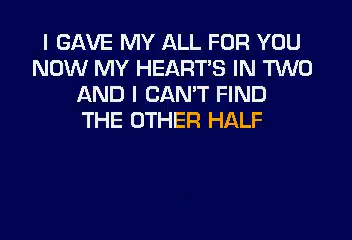 I GAVE MY ALL FOR YOU
NOW MY HEART'S IN TWO
AND I CAN'T FIND
THE OTHER HALF